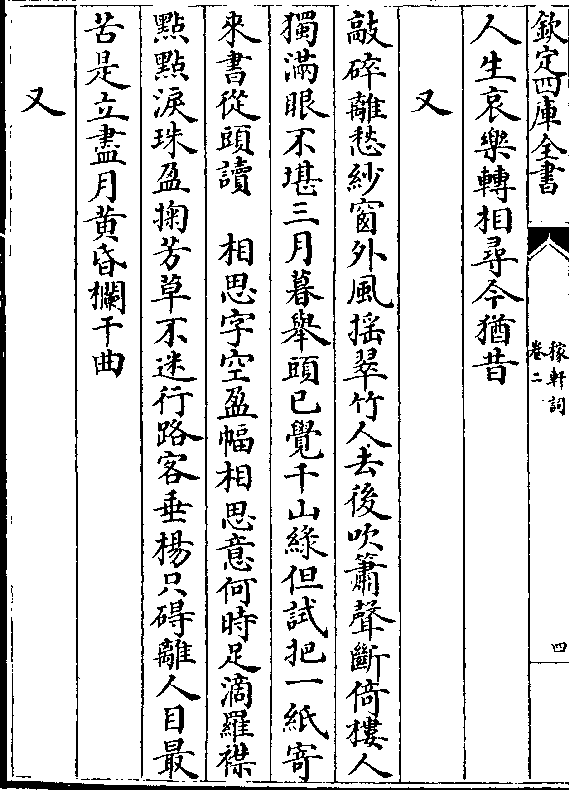 欽定四庫全書
稼軒詞
卷二
四
人生哀樂轉相尋今猶昔
又
敲碎離愁紗窗外風摇翠竹人去後吹簫聲斷倚樓人
獨滿眼不堪三月暮舉頭已覺千山緑但試把一紙寄
來書從頭讀　相思字空盈幅相思意何時足滴羅襟
點點淚珠盈掬芳草不迷行路客垂楊只碍離人目最
苦是立盡月黄昏欄干曲
又